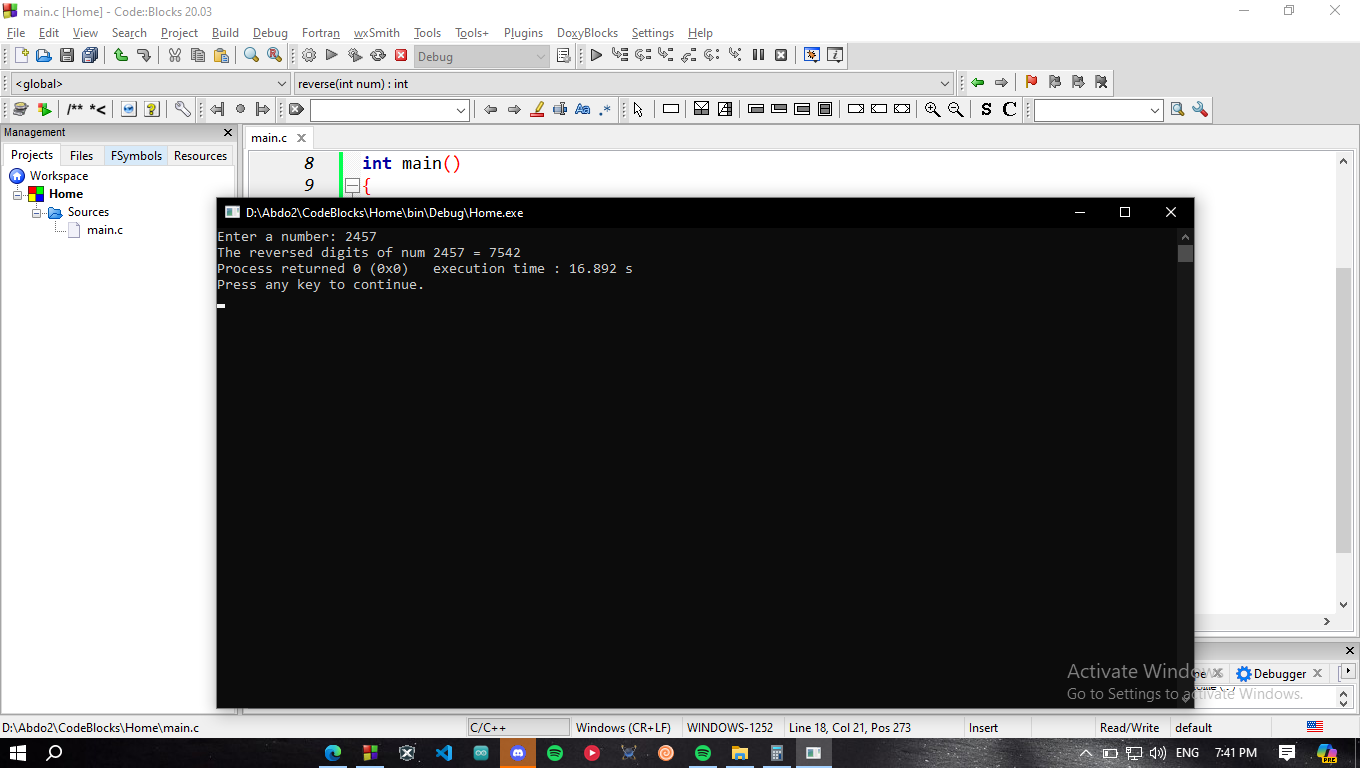 main.c [Home] - Code::Blocks 20.03
File Edit View Search Project Build Debug Fortran wxSmith Tools Tools+ Plugins DoxyBlocks Settings Help
Debug
<global> reverse(int num) : int
/** *< Aa .* S C
Management
main.c
Projects Files FSymbols Resources
8 int main()
9 {
Workspace
Home
Sources
main.c
D:\Abdo2\CodeBlocks\Home\bin\Debug\Home.exe
Enter a number: 2457
The reversed digits of num 2457 = 7542
Process returned 0 (0x0) execution time : 16.892 s
Press any key to continue.
Activate Windows
Debugger
Go to Settings to activate Windows.
D:\Abdo2\CodeBlocks\Home\main.c C/C++ Windows (CR+LF) WINDOWS-1252 Line 18, Col 21, Pos 273 Insert Read/Write default
ENG 7:41 PM PRE